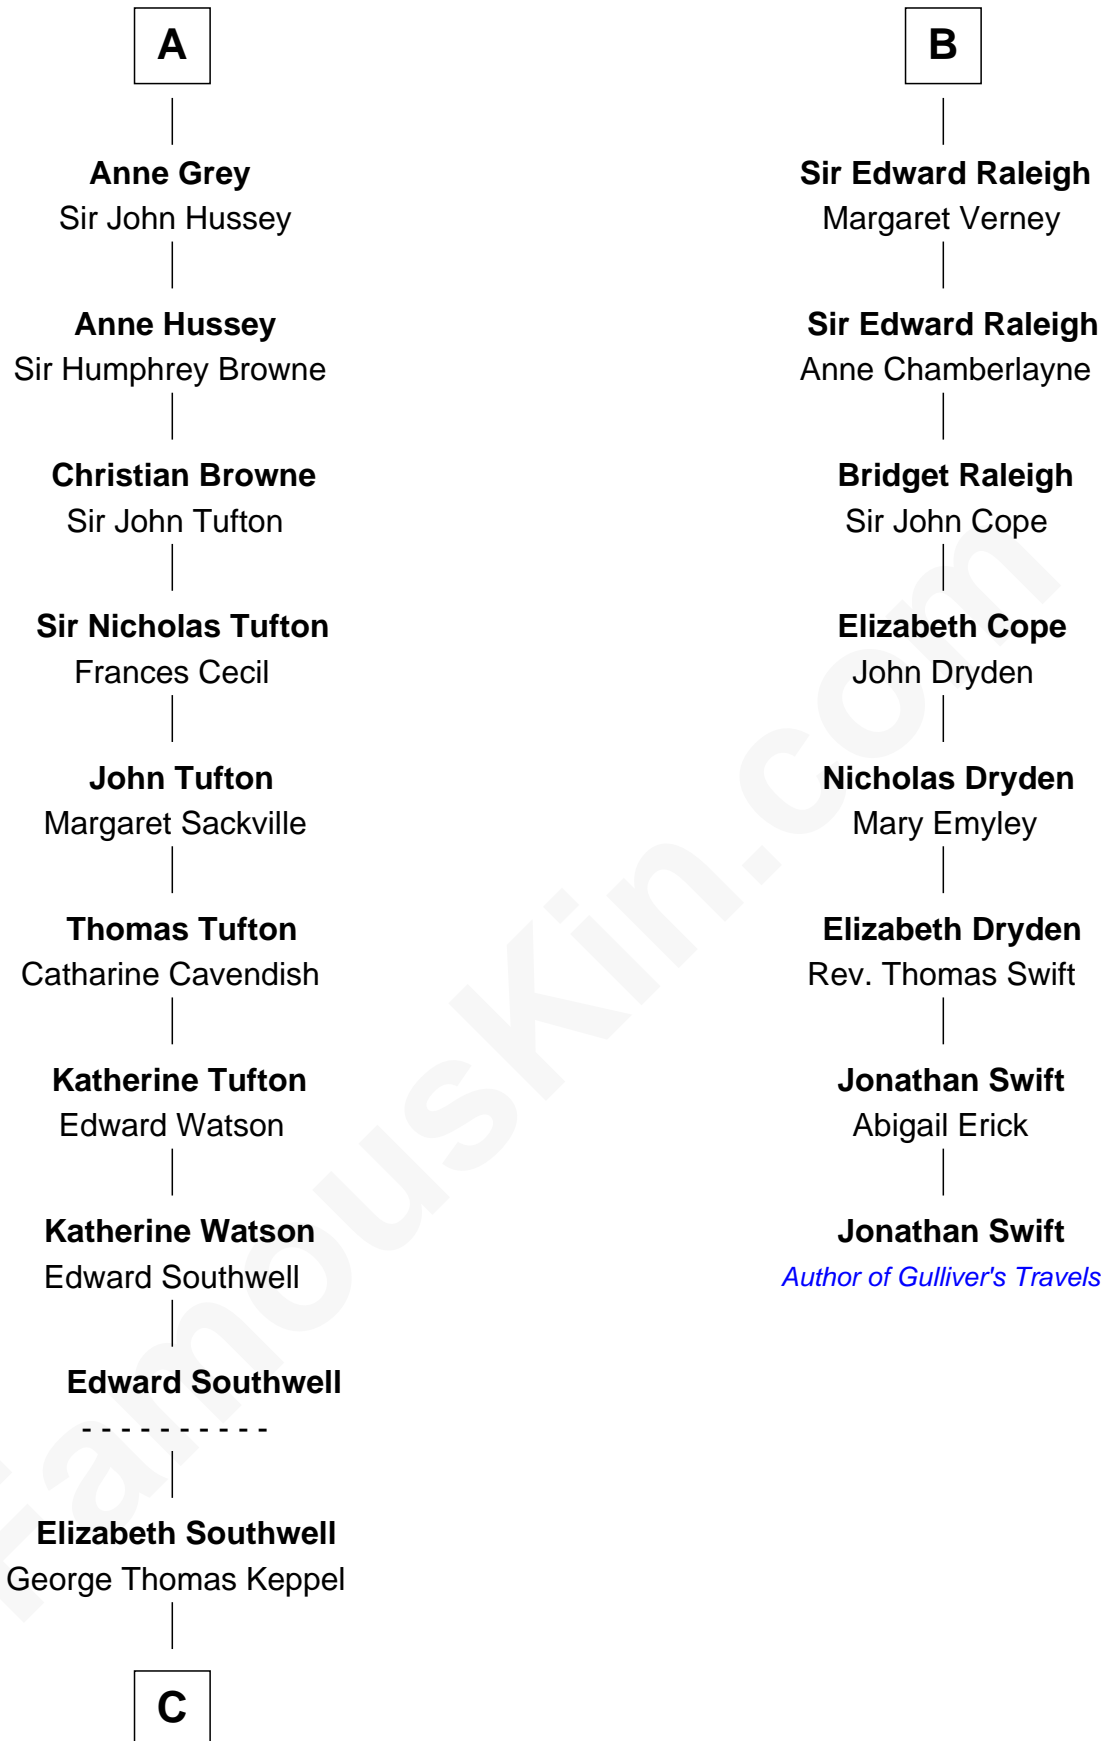 A
Anne Grey
Sir John Hussey
Anne Hussey
Sir Humphrey Browne
Christian Browne
Sir John Tufton
Sir Nicholas Tufton
Frances Cecil
John Tufton
Margaret Sackville
Thomas Tufton
Catharine Cavendish
Katherine Tufton
Edward Watson
Katherine Watson
Edward Southwell
Edward Southwell
- - - - - - - - - -
Elizabeth Southwell
George Thomas Keppel
C
B
Sir Edward Raleigh
Margaret Verney
Sir Edward Raleigh
Anne Chamberlayne
Bridget Raleigh
Sir John Cope
Elizabeth Cope
John Dryden
Nicholas Dryden
Mary Emyley
Elizabeth Dryden
Rev. Thomas Swift
Jonathan Swift
Abigail Erick
Jonathan Swift
Author of Gulliver's Travels
FamousKin.com